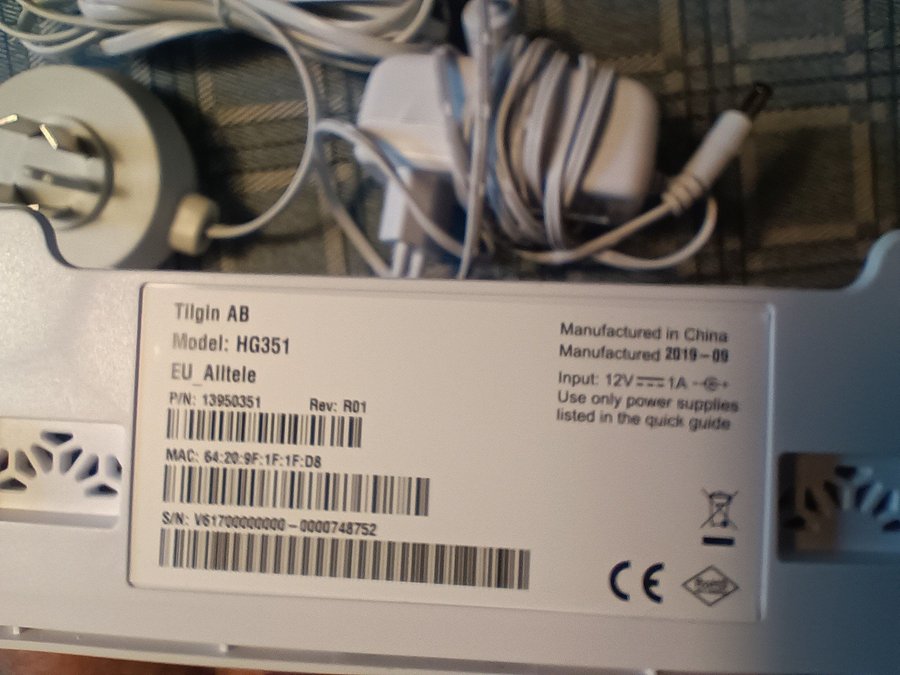 Tilgin AB
Model: HG351
EU_Alltele
P/N: 13950351 Rev: R01
MAC: 64:20:9F:1F:1F:D8
S/N: V61700000000-0000748752
Manufactured in China
Manufactured 2019-09
Input: 12V 1A
Use only power supplies
listed in the quick guide
CE